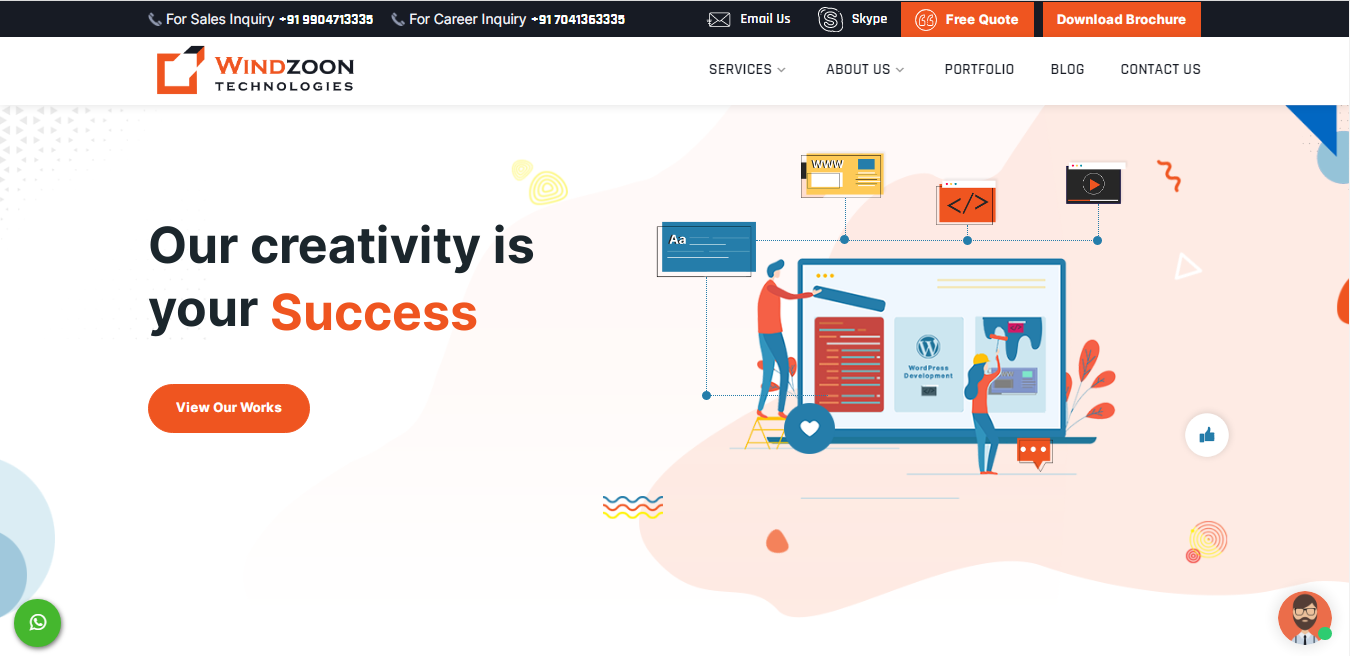 For Sales Inquiry +91 9904713335 For Career Inquiry +91 7041363335 Email Us Skype Free Quote Download Brochure
WINDZOON
TECHNOLOGIES
SERVICES ABOUT US PORTFOLIO BLOG CONTACT US
Our creativity is
your Success
View Our Works
WWW
</>
Aa
WordPress
Development
</>